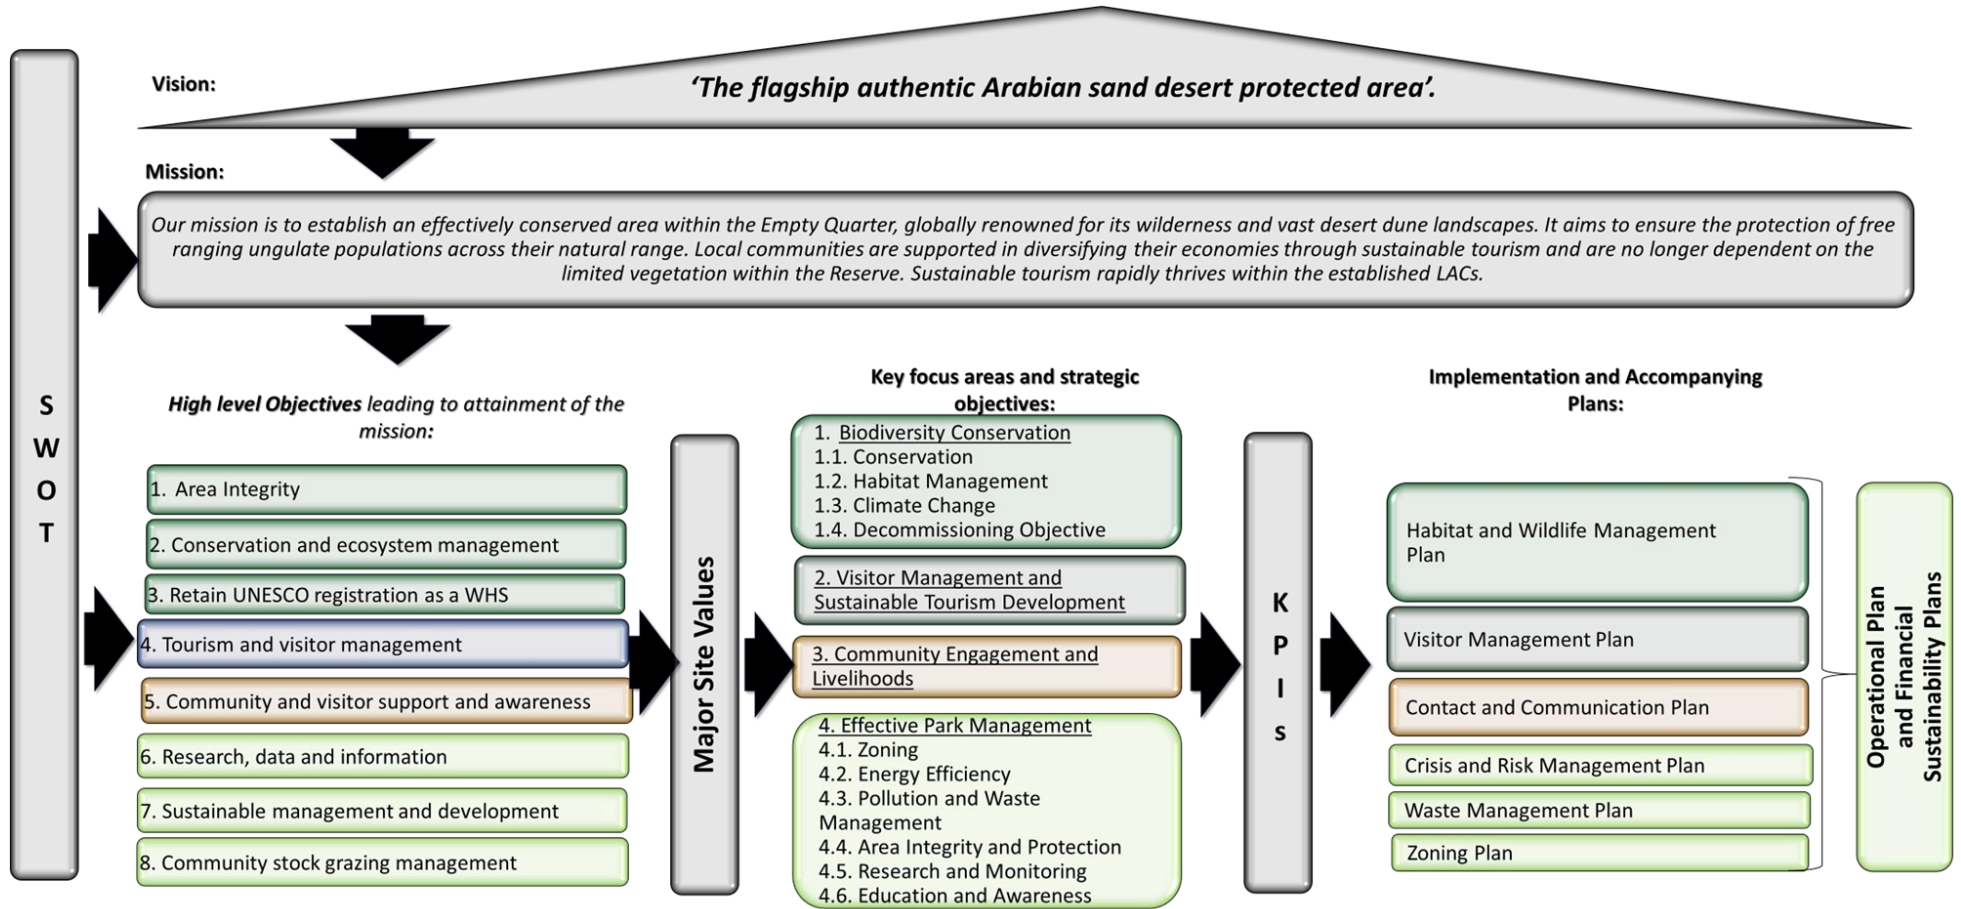 Vision:
‘The flagship authentic Arabian sand desert protected area’.
Mission:
Our mission is to establish an effectively conserved area within the Empty Quarter, globally renowned for its wilderness and vast desert dune landscapes. It aims to ensure the protection of free
ranging ungulate populations across their natural range. Local communities are supported in diversifying their economies through sustainable tourism and are no longer dependent on the
limited vegetation within the Reserve. Sustainable tourism rapidly thrives within the established LACs.
S
W
O
T
High level Objectives leading to attainment of the
mission:
1. Area Integrity
2. Conservation and ecosystem management
3. Retain UNESCO registration as a WHS
4. Tourism and visitor management
5. Community and visitor support and awareness
6. Research, data and information
7. Sustainable management and development
8. Community stock grazing management
Major Site Values
Key focus areas and strategic
objectives:
1. Biodiversity Conservation
1.1. Conservation
1.2. Habitat Management
1.3. Climate Change
1.4. Decommissioning Objective
2. Visitor Management and
Sustainable Tourism Development
3. Community Engagement and
Livelihoods
4. Effective Park Management
4.1. Zoning
4.2. Energy Efficiency
4.3. Pollution and Waste
Management
4.4. Area Integrity and Protection
4.5. Research and Monitoring
4.6. Education and Awareness
K
P
I
s
Implementation and Accompanying
Plans:
Habitat and Wildlife Management
Plan
Visitor Management Plan
Contact and Communication Plan
Crisis and Risk Management Plan
Waste Management Plan
Zoning Plan
Operational Plan
and Financial
Sustainability Plans